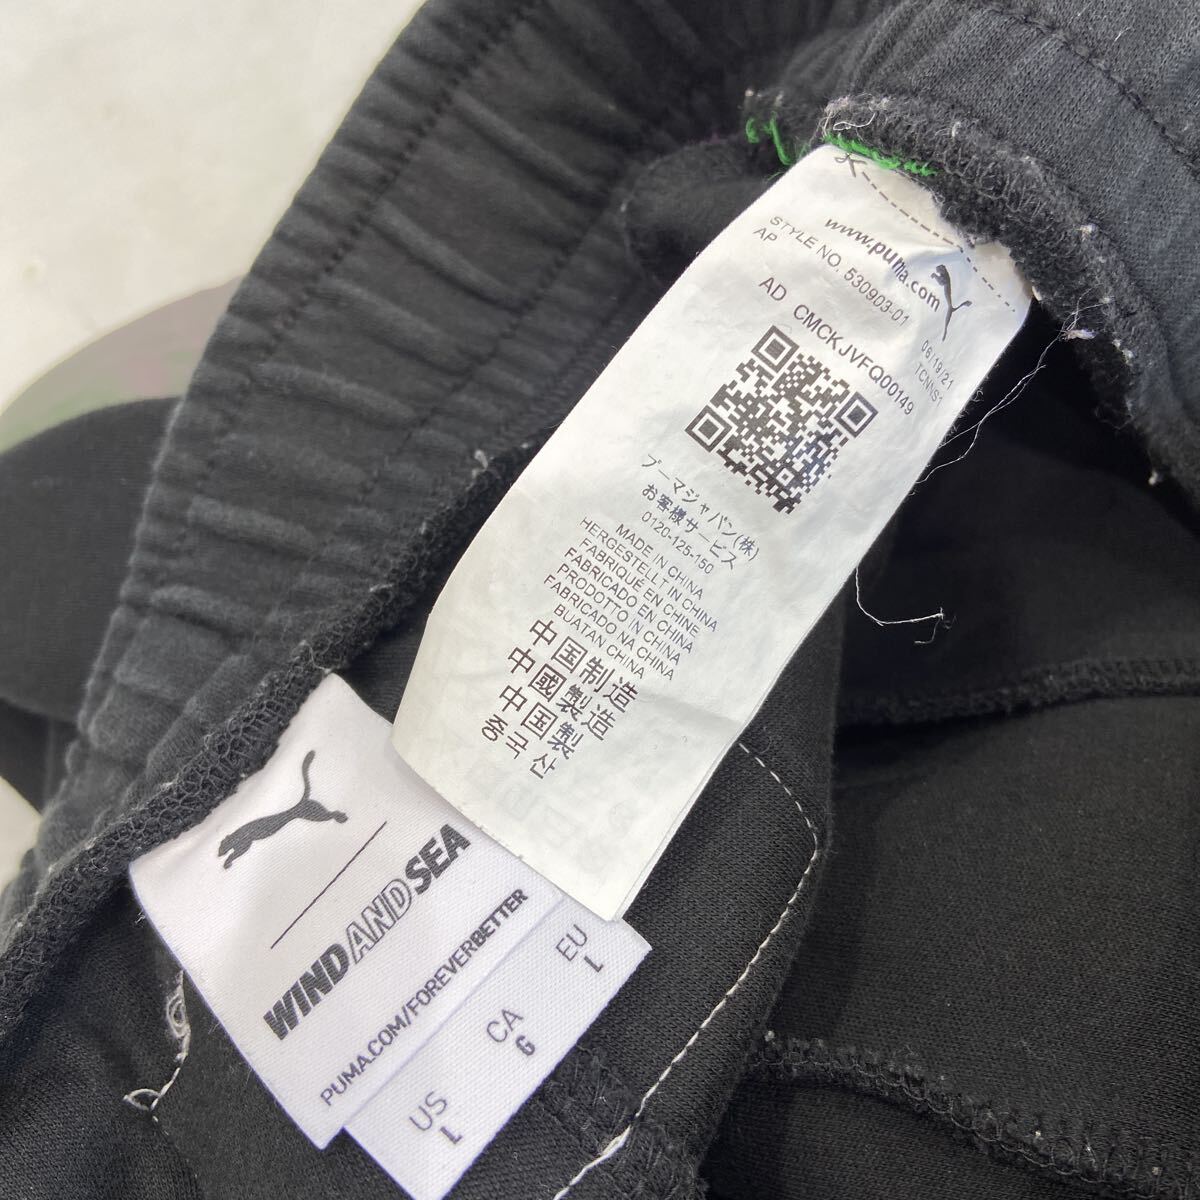 www.puma.com
STYLE NO. 530903-01
AP
06/19/21
TCNNS1
AD CMCKJVFQ00149
プーマジャパン(株)
お客様サービス
0120-125-150
MADE IN CHINA
HERGESTELLT IN CHINA
FABRIQUÉ EN CHINE
FABRICADO EN CHINA
PRODOTTO IN CHINA
FABRICADO NA CHINA
BUATAN CHINA
中国制造
中國製造
中国製
중국산
WIND AND SEA
PUMA.COM/FOREVERBETTER
EU
L
CA
G
US
L